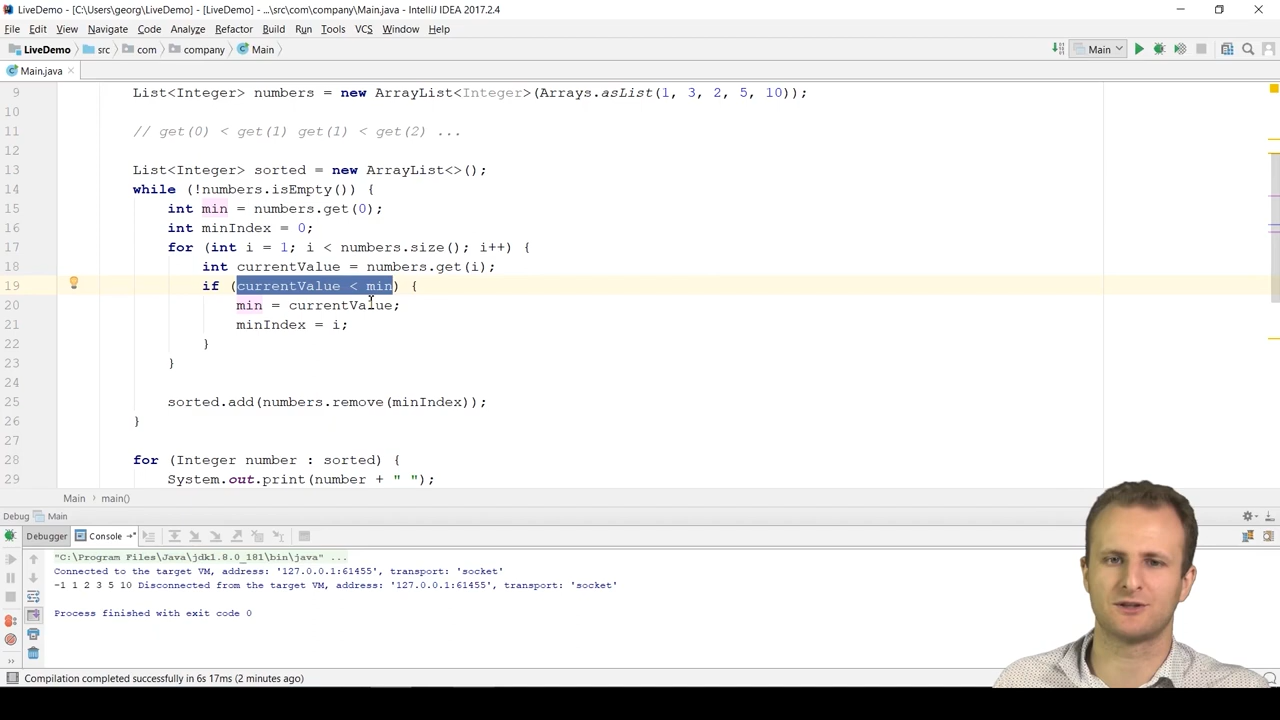 LiveDemo - [C:\Users\georg\LiveDemo] - [LiveDemo] - ...\src\com\company\Main.java - IntelliJ IDEA 2017.2.4
File Edit View Navigate Code Analyze Refactor Build Run Tools VCS Window Help
LiveDemo src com company Main Main
Main.java
9 List<Integer> numbers = new ArrayList<Integer>(Arrays.asList(1, 3, 2, 5, 10));
10
11 // get(0) < get(1) get(1) < get(2) ...
12
13 List<Integer> sorted = new ArrayList<>();
14 while (!numbers.isEmpty()) {
15 int min = numbers.get(0);
16 int minIndex = 0;
17 for (int i = 1; i < numbers.size(); i++) {
18 int currentValue = numbers.get(i);
19 if (currentValue < min) {
20 min = currentValue;
21 minIndex = i;
22 }
23 }
24
25 sorted.add(numbers.remove(minIndex));
26 }
27
28 for (Integer number : sorted) {
29 System.out.print(number + " ");
Main main()
Debug Main
Debugger Console
"C:\Program Files\Java\jdk1.8.0_181\bin\java" ...
Connected to the target VM, address: '127.0.0.1:61455', transport: 'socket'
-1 1 2 3 5 10 Disconnected from the target VM, address: '127.0.0.1:61455', transport: 'socket'
Process finished with exit code 0
Compilation completed successfully in 6s 17ms (2 minutes ago)